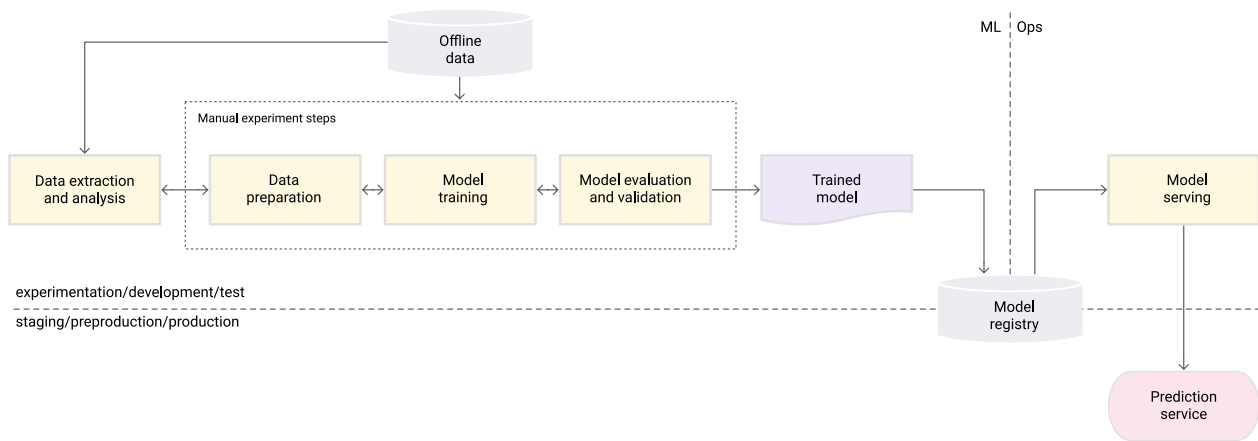 Offline
data
ML
Ops
Manual experiment steps
Data extraction
and analysis
Data
preparation
Model
training
Model evaluation
and validation
Trained
model
Model
serving
experimentation/development/test
staging/preproduction/production
Model
registry
Prediction
service